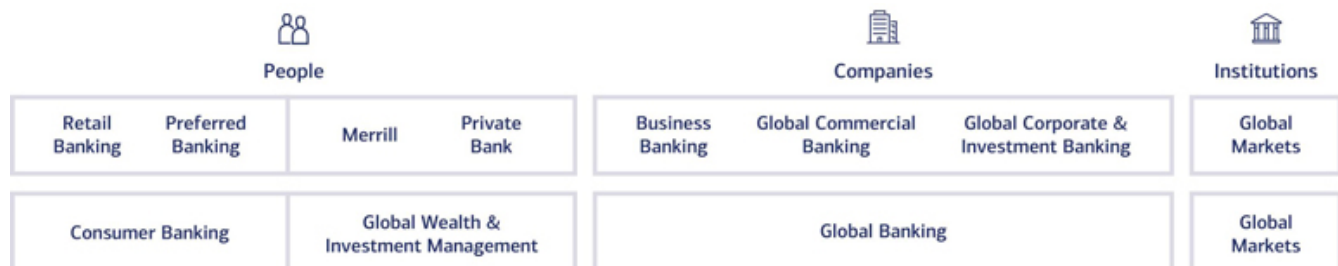 People
Companies
Institutions
Retail Banking
Preferred Banking
Merrill
Private Bank
Business Banking
Global Commercial Banking
Global Corporate & Investment Banking
Global Markets
Consumer Banking
Global Wealth & Investment Management
Global Banking
Global Markets